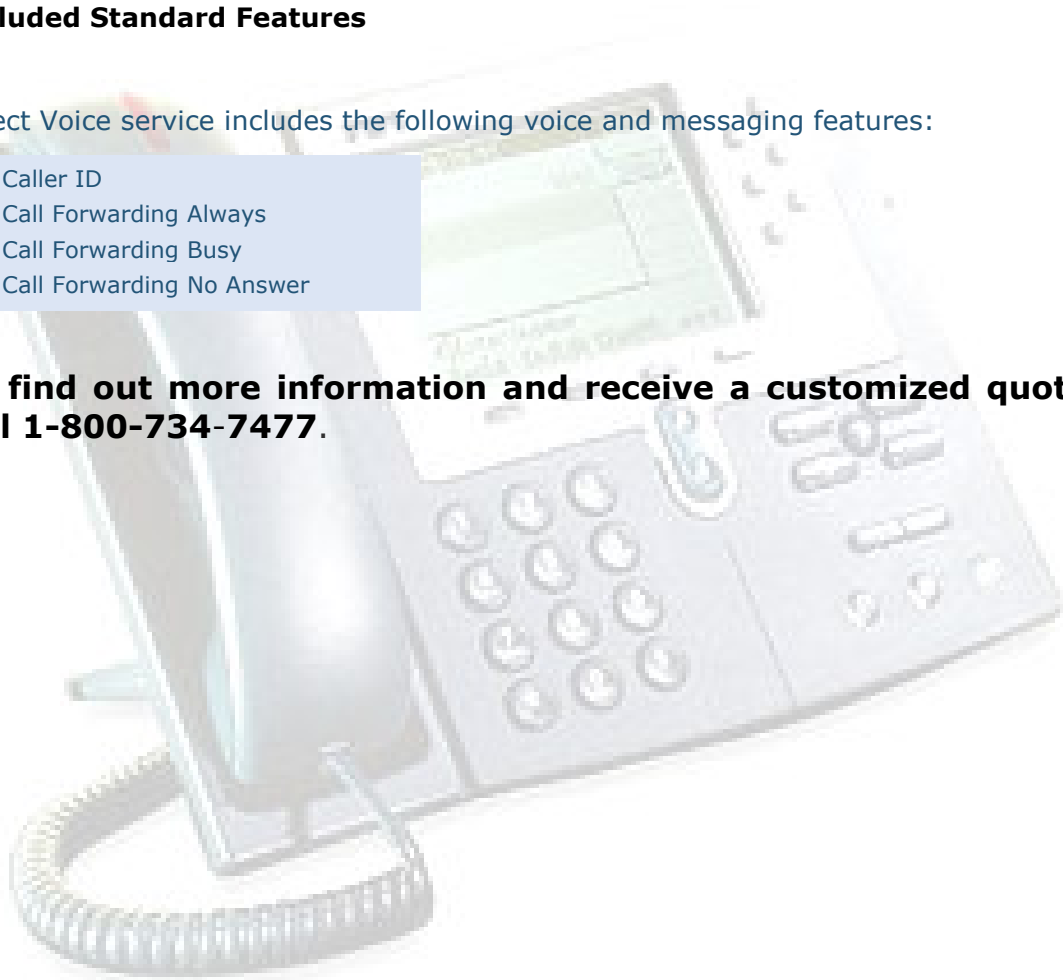 luded Standard Features
ect Voice service includes the following voice and messaging features:
Caller ID
Call Forwarding Always
Call Forwarding Busy
Call Forwarding No Answer
find out more information and receive a customized quot
l 1-800-734-7477.